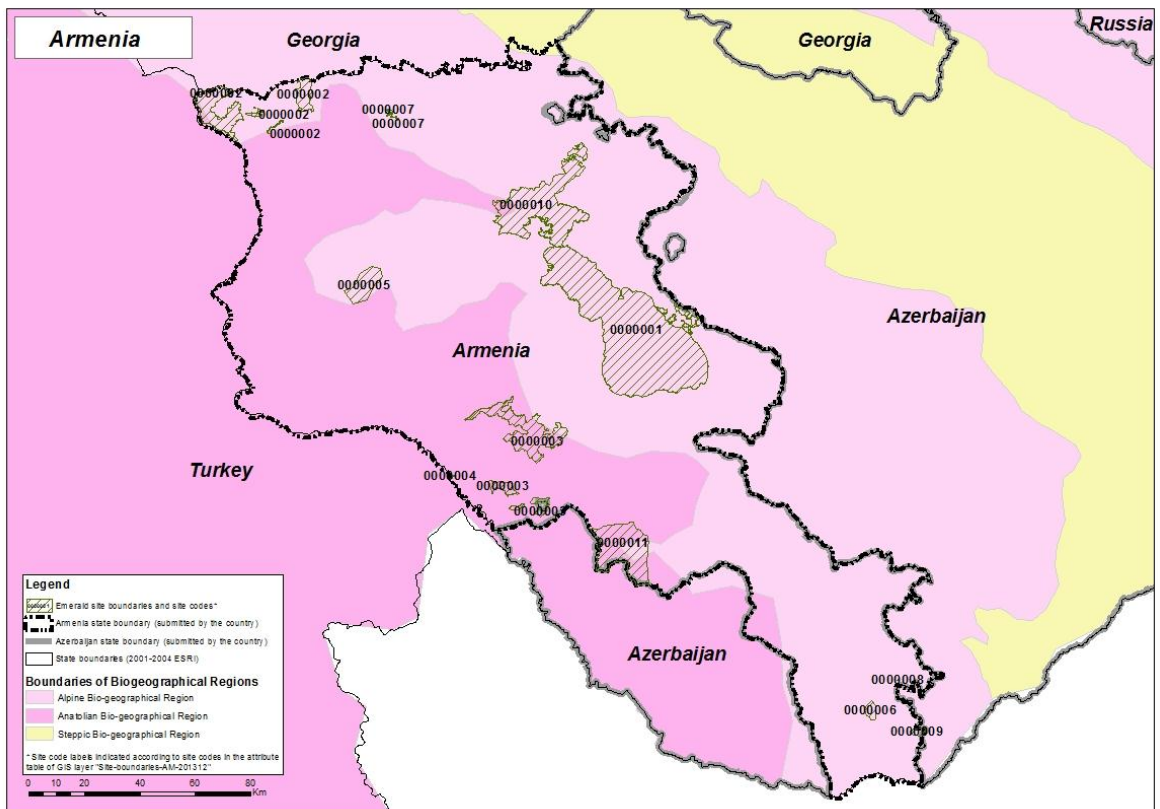 Armenia
Georgia
Georgia
Russia
0000002
0000002
0000002
0000002
0000007
0000007
0000010
0000005
0000001
Azerbaijan
Armenia
0000003
Turkey
0000004
0000003
0000003
0000011
Azerbaijan
0000008
0000006
0000009
Legend
Emerald site boundaries and site codes*
Armenia state boundary (submitted by the country)
Azerbaijan state boundary (submitted by the country)
State boundaries (2001-2004 ESRI)
Boundaries of Biogeographical Regions
Alpine Bio-geographical Region
Anatolian Bio-geographical Region
Steppic Bio-geographical Region
* Site code labels indicated according to site codes in the attribute
table of GIS layer "Site-boundaries-AM-201312"
0 10 20 40 60 80
Km